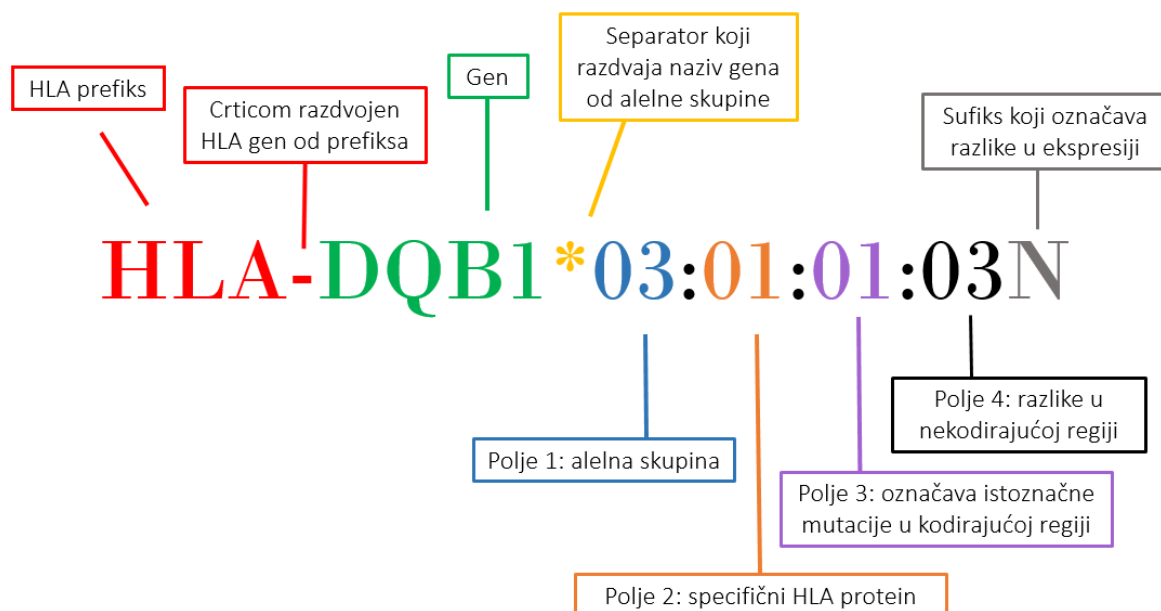 HLA prefiks
Crticom razdvojen
HLA gen od prefiksa
Gen
Separator koji
razdvaja naziv gena
od alelne skupine
Sufiks koji označava
razlike u ekspresiji
HLA-DQB1*03:01:01:03N
Polje 1: alelna skupina
Polje 2: specifični HLA protein
Polje 3: označava istoznačne
mutacije u kodirajućoj regiji
Polje 4: razlike u
nekodirajućoj regiji